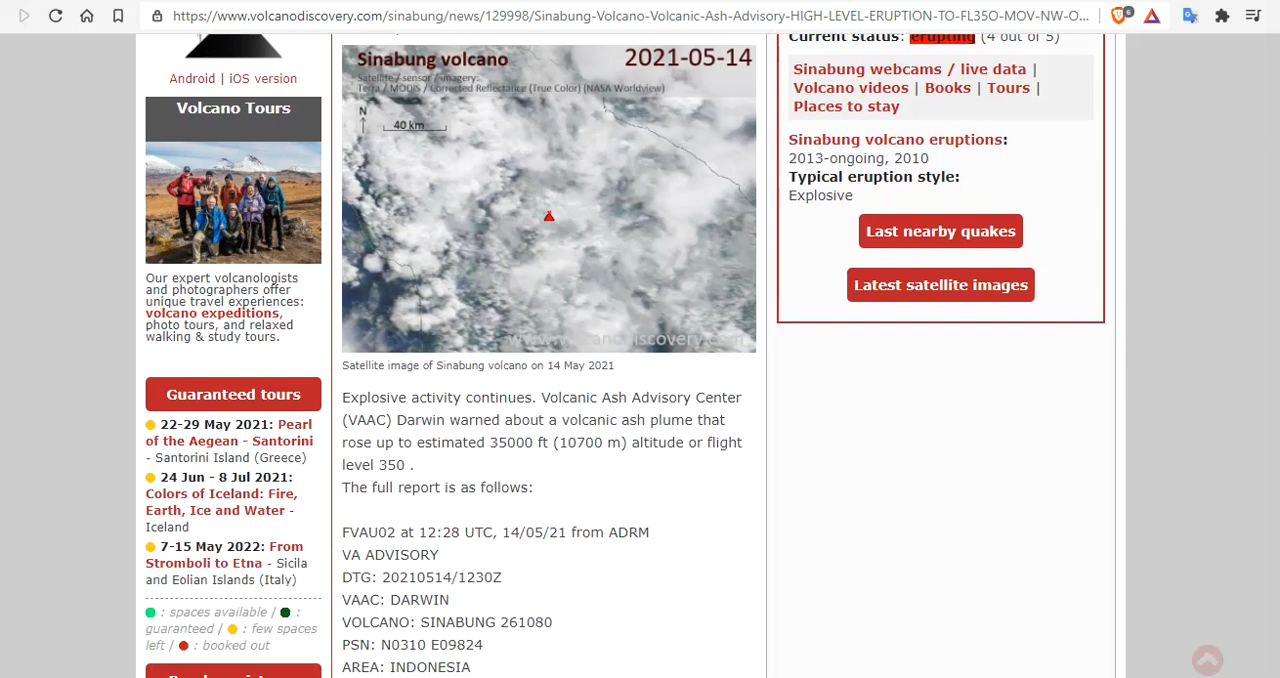 https://www.volcanodiscovery.com/sinabung/news/129998/Sinabung-Volcano-Volcanic-Ash-Advisory-HIGH-LEVEL-ERUPTION-TO-FL35O-MOV-NW-O...
6
Android | iOS version
Volcano Tours
Our expert volcanologists
and photographers offer
unique travel experiences:
volcano expeditions,
photo tours, and relaxed
walking & study tours.
Guaranteed tours
22-29 May 2021: Pearl
of the Aegean - Santorini
- Santorini Island (Greece)
24 Jun - 8 Jul 2021:
Colors of Iceland: Fire,
Earth, Ice and Water -
Iceland
7-15 May 2022: From
Stromboli to Etna - Sicila
and Eolian Islands (Italy)
: spaces available / :
guaranteed / : few spaces
left / : booked out
Sinabung volcano
2021-05-14
Satellite / sensor / imagery:
Terra / MODIS / Corrected Reflectance (True Color) (NASA Worldview)
N
40 km
www.volcanodiscovery.com
Satellite image of Sinabung volcano on 14 May 2021
Explosive activity continues. Volcanic Ash Advisory Center
(VAAC) Darwin warned about a volcanic ash plume that
rose up to estimated 35000 ft (10700 m) altitude or flight
level 350 .
The full report is as follows:
FVAU02 at 12:28 UTC, 14/05/21 from ADRM
VA ADVISORY
DTG: 20210514/1230Z
VAAC: DARWIN
VOLCANO: SINABUNG 261080
PSN: N0310 E09824
AREA: INDONESIA
Current status: erupting (4 out of 5)
Sinabung webcams / live data |
Volcano videos | Books | Tours |
Places to stay
Sinabung volcano eruptions:
2013-ongoing, 2010
Typical eruption style:
Explosive
Last nearby quakes
Latest satellite images